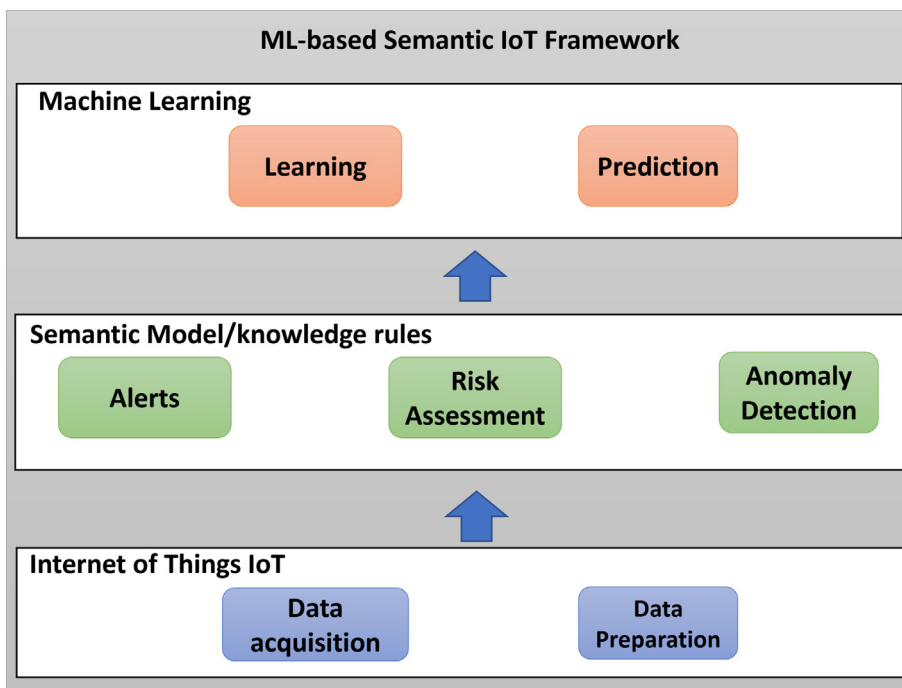 ML-based Semantic IoT Framework
Machine Learning
Learning
Prediction
Semantic Model/knowledge rules
Alerts
Risk
Assessment
Anomaly
Detection
Internet of Things IoT
Data
acquisition
Data
Preparation